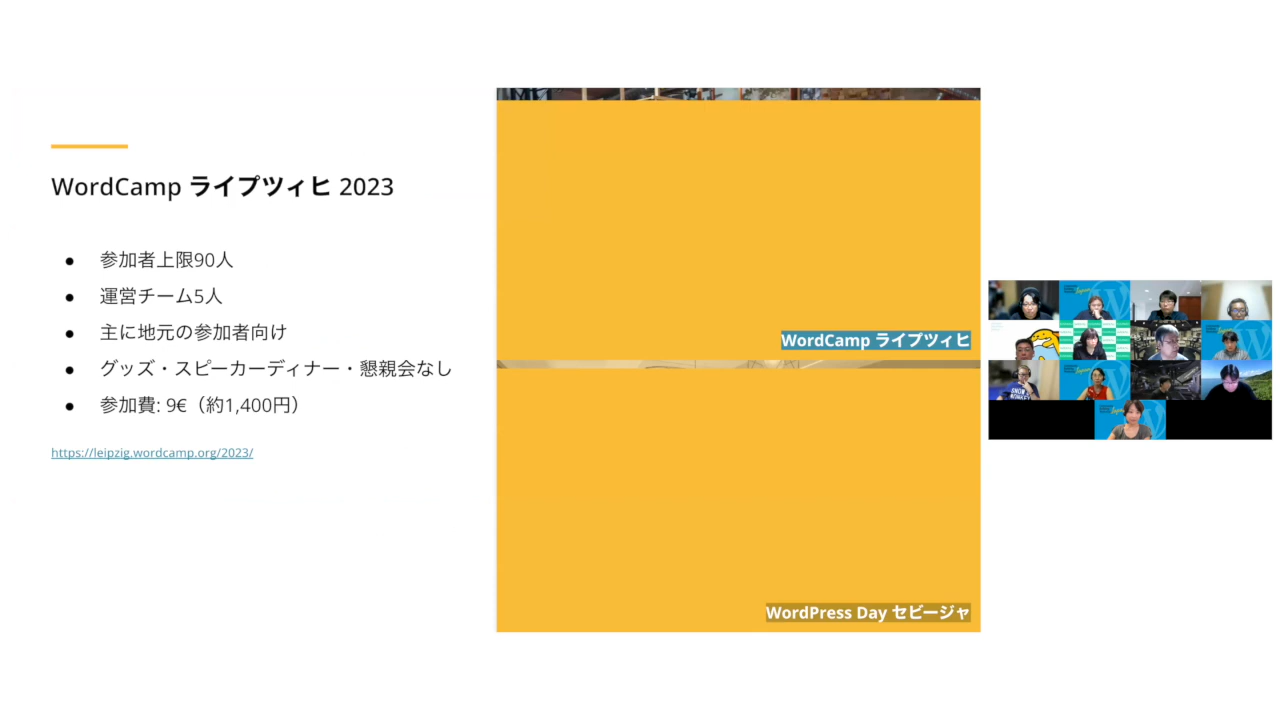 WordCamp ライプツィヒ 2023
● 参加者上限90人
● 運営チーム5人
● 主に地元の参加者向け
● グッズ・スピーカーディナー・懇親会なし
● 参加費: 9€（約1,400円）
https://leipzig.wordcamp.org/2023/
WordCamp ライプツィヒ
WordPress Day セビージャ